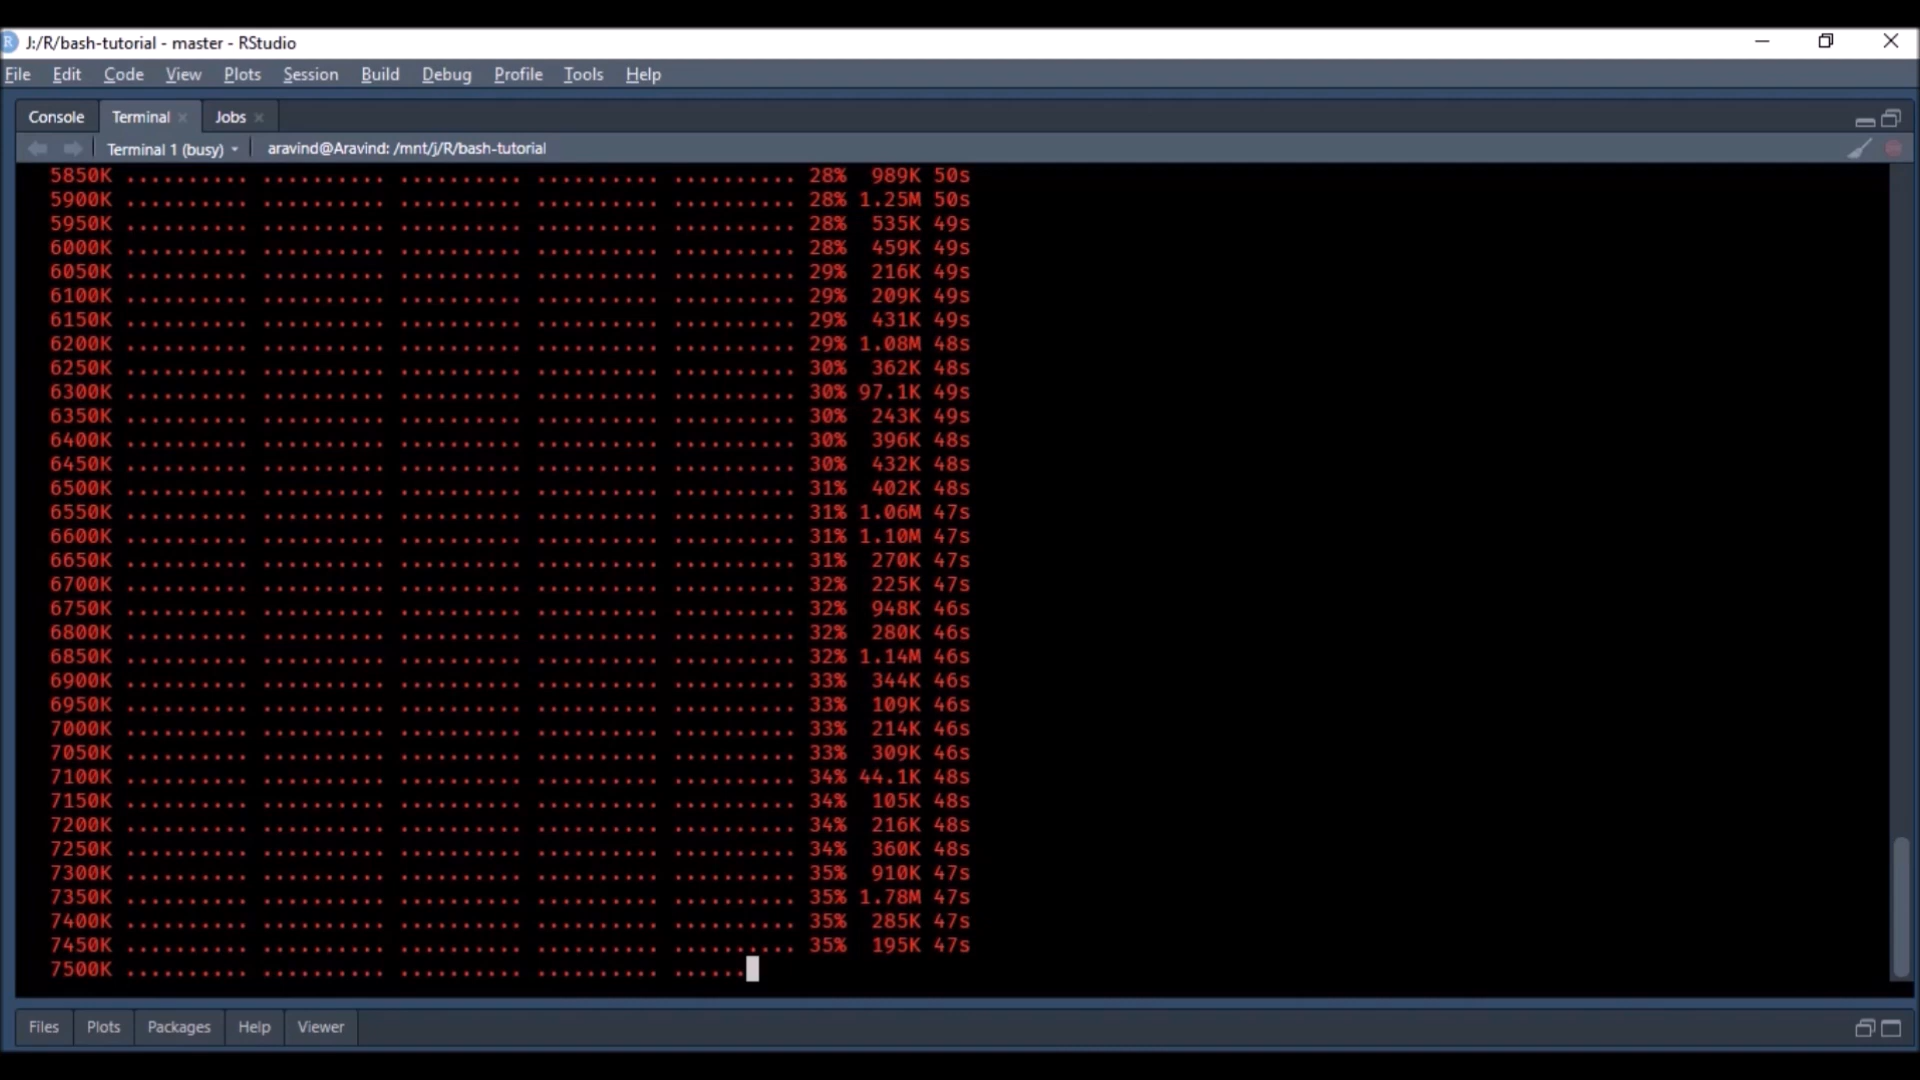 J:/R/bash-tutorial - master - RStudio
File Edit Code View Plots Session Build Debug Profile Tools Help
Console Terminal Jobs
Terminal 1 (busy) aravind@Aravind: /mnt/j/R/bash-tutorial
5850K .......... .......... .......... .......... .......... 28% 989K 50s
5900K .......... .......... .......... .......... .......... 28% 1.25M 50s
5950K .......... .......... .......... .......... .......... 28% 535K 49s
6000K .......... .......... .......... .......... .......... 28% 459K 49s
6050K .......... .......... .......... .......... .......... 29% 216K 49s
6100K .......... .......... .......... .......... .......... 29% 209K 49s
6150K .......... .......... .......... .......... .......... 29% 431K 49s
6200K .......... .......... .......... .......... .......... 29% 1.08M 48s
6250K .......... .......... .......... .......... .......... 30% 362K 48s
6300K .......... .......... .......... .......... .......... 30% 97.1K 49s
6350K .......... .......... .......... .......... .......... 30% 243K 49s
6400K .......... .......... .......... .......... .......... 30% 396K 48s
6450K .......... .......... .......... .......... .......... 30% 432K 48s
6500K .......... .......... .......... .......... .......... 31% 402K 48s
6550K .......... .......... .......... .......... .......... 31% 1.06M 47s
6600K .......... .......... .......... .......... .......... 31% 1.10M 47s
6650K .......... .......... .......... .......... .......... 31% 270K 47s
6700K .......... .......... .......... .......... .......... 32% 225K 47s
6750K .......... .......... .......... .......... .......... 32% 948K 46s
6800K .......... .......... .......... .......... .......... 32% 280K 46s
6850K .......... .......... .......... .......... .......... 32% 1.14M 46s
6900K .......... .......... .......... .......... .......... 33% 344K 46s
6950K .......... .......... .......... .......... .......... 33% 109K 46s
7000K .......... .......... .......... .......... .......... 33% 214K 46s
7050K .......... .......... .......... .......... .......... 33% 309K 46s
7100K .......... .......... .......... .......... .......... 34% 44.1K 48s
7150K .......... .......... .......... .......... .......... 34% 105K 48s
7200K .......... .......... .......... .......... .......... 34% 216K 48s
7250K .......... .......... .......... .......... .......... 34% 360K 48s
7300K .......... .......... .......... .......... .......... 35% 910K 47s
7350K .......... .......... .......... .......... .......... 35% 1.78M 47s
7400K .......... .......... .......... .......... .......... 35% 285K 47s
7450K .......... .......... .......... .......... .......... 35% 195K 47s
7500K .......... .......... .......... .......... ......
Files Plots Packages Help Viewer